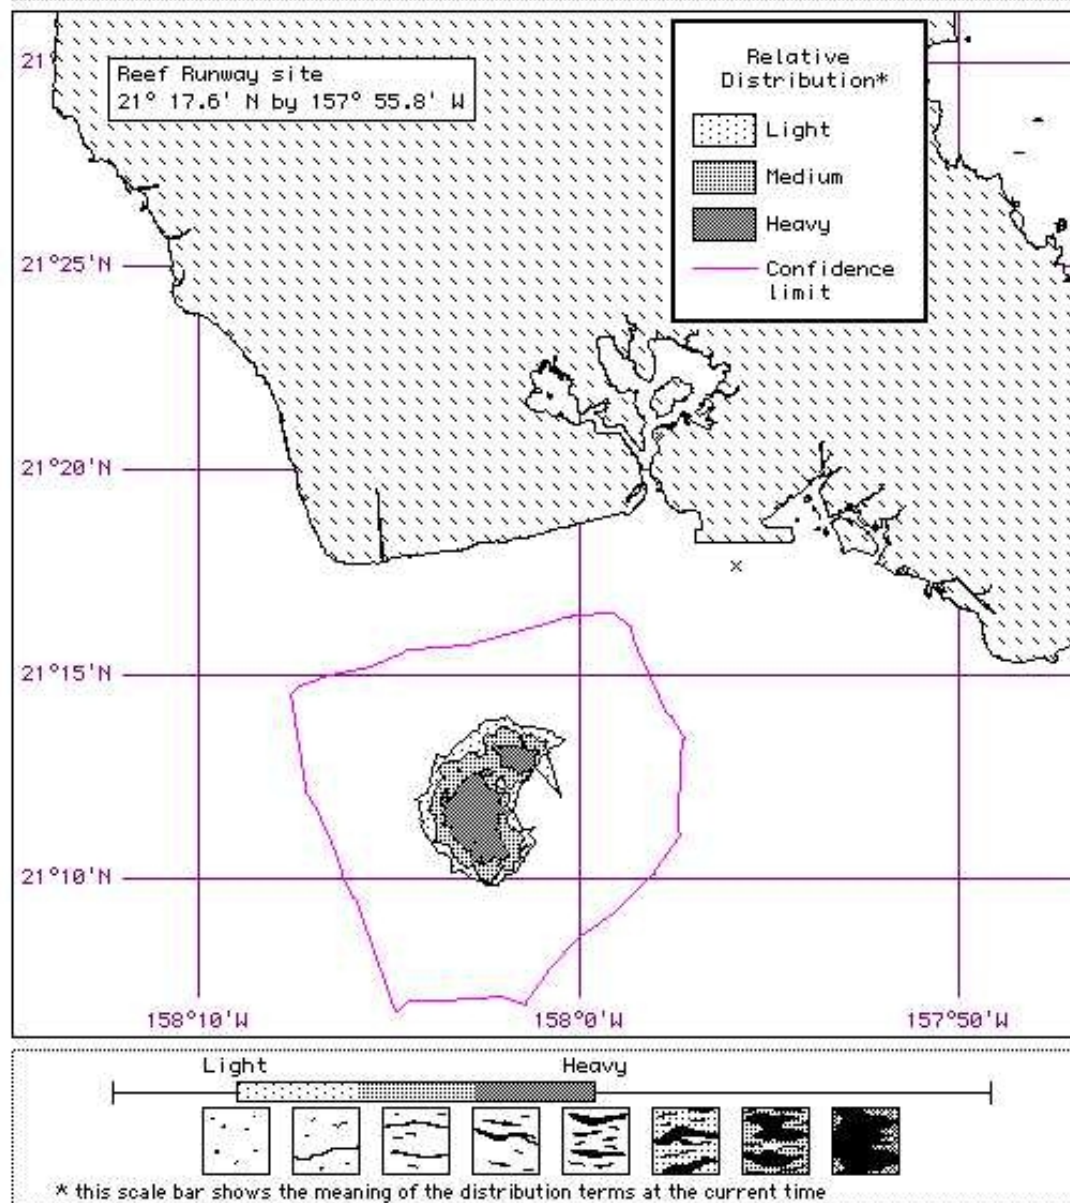 Reef Runway site
21° 17.6' N by 157° 55.8' W
Relative
Distribution*
Light
Medium
Heavy
Confidence
limit
21°
21°25'N
21°20'N
21°15'N
21°10'N
158°10'W
158°0'W
157°50'W
Light
Heavy
* this scale bar shows the meaning of the distribution terms at the current time